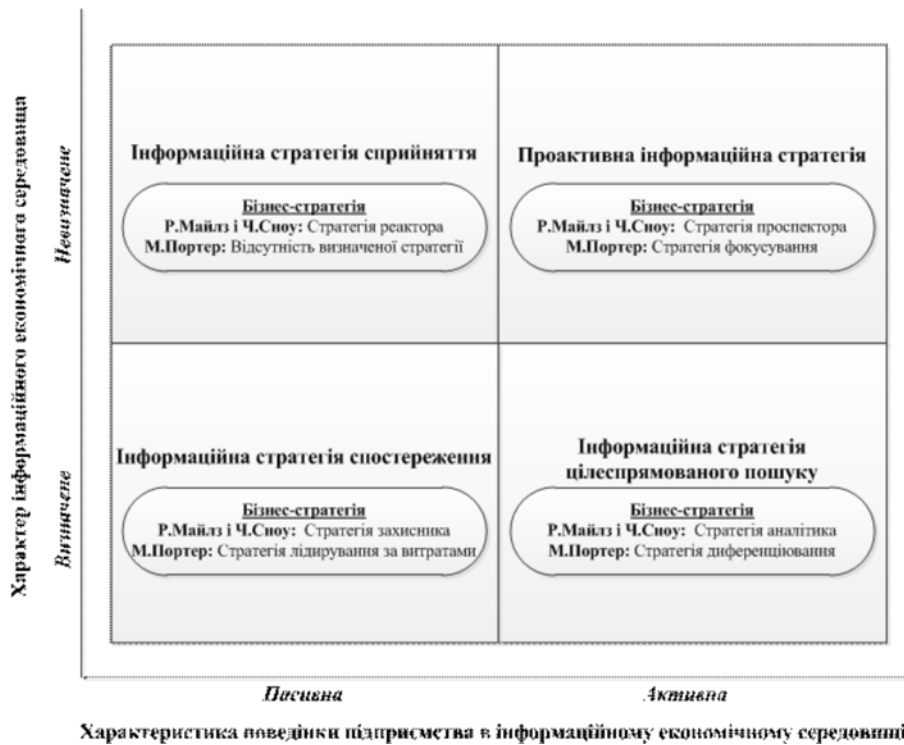 Характер інформаційного економічного середовища
Невизначене
Визначене
Інформаційна стратегія сприйняття
Бізнес-стратегія
Р.Майлз і Ч.Сноу: Стратегія реактора
М.Портер: Відсутність визначеної стратегії
Проактивна інформаційна стратегія
Бізнес-стратегія
Р.Майлз і Ч.Сноу: Стратегія проспектора
М.Портер: Стратегія фокусування
Інформаційна стратегія спостереження
Бізнес-стратегія
Р.Майлз і Ч.Сноу: Стратегія захисника
М.Портер: Стратегія лідирування за витратами
Інформаційна стратегія
цілеспрямованого пошуку
Бізнес-стратегія
Р.Майлз і Ч.Сноу: Стратегія аналітика
М.Портер: Стратегія диференціювання
Пасивна
Активна
Характеристика поведінки підприємства в інформаційному економічному середовищі